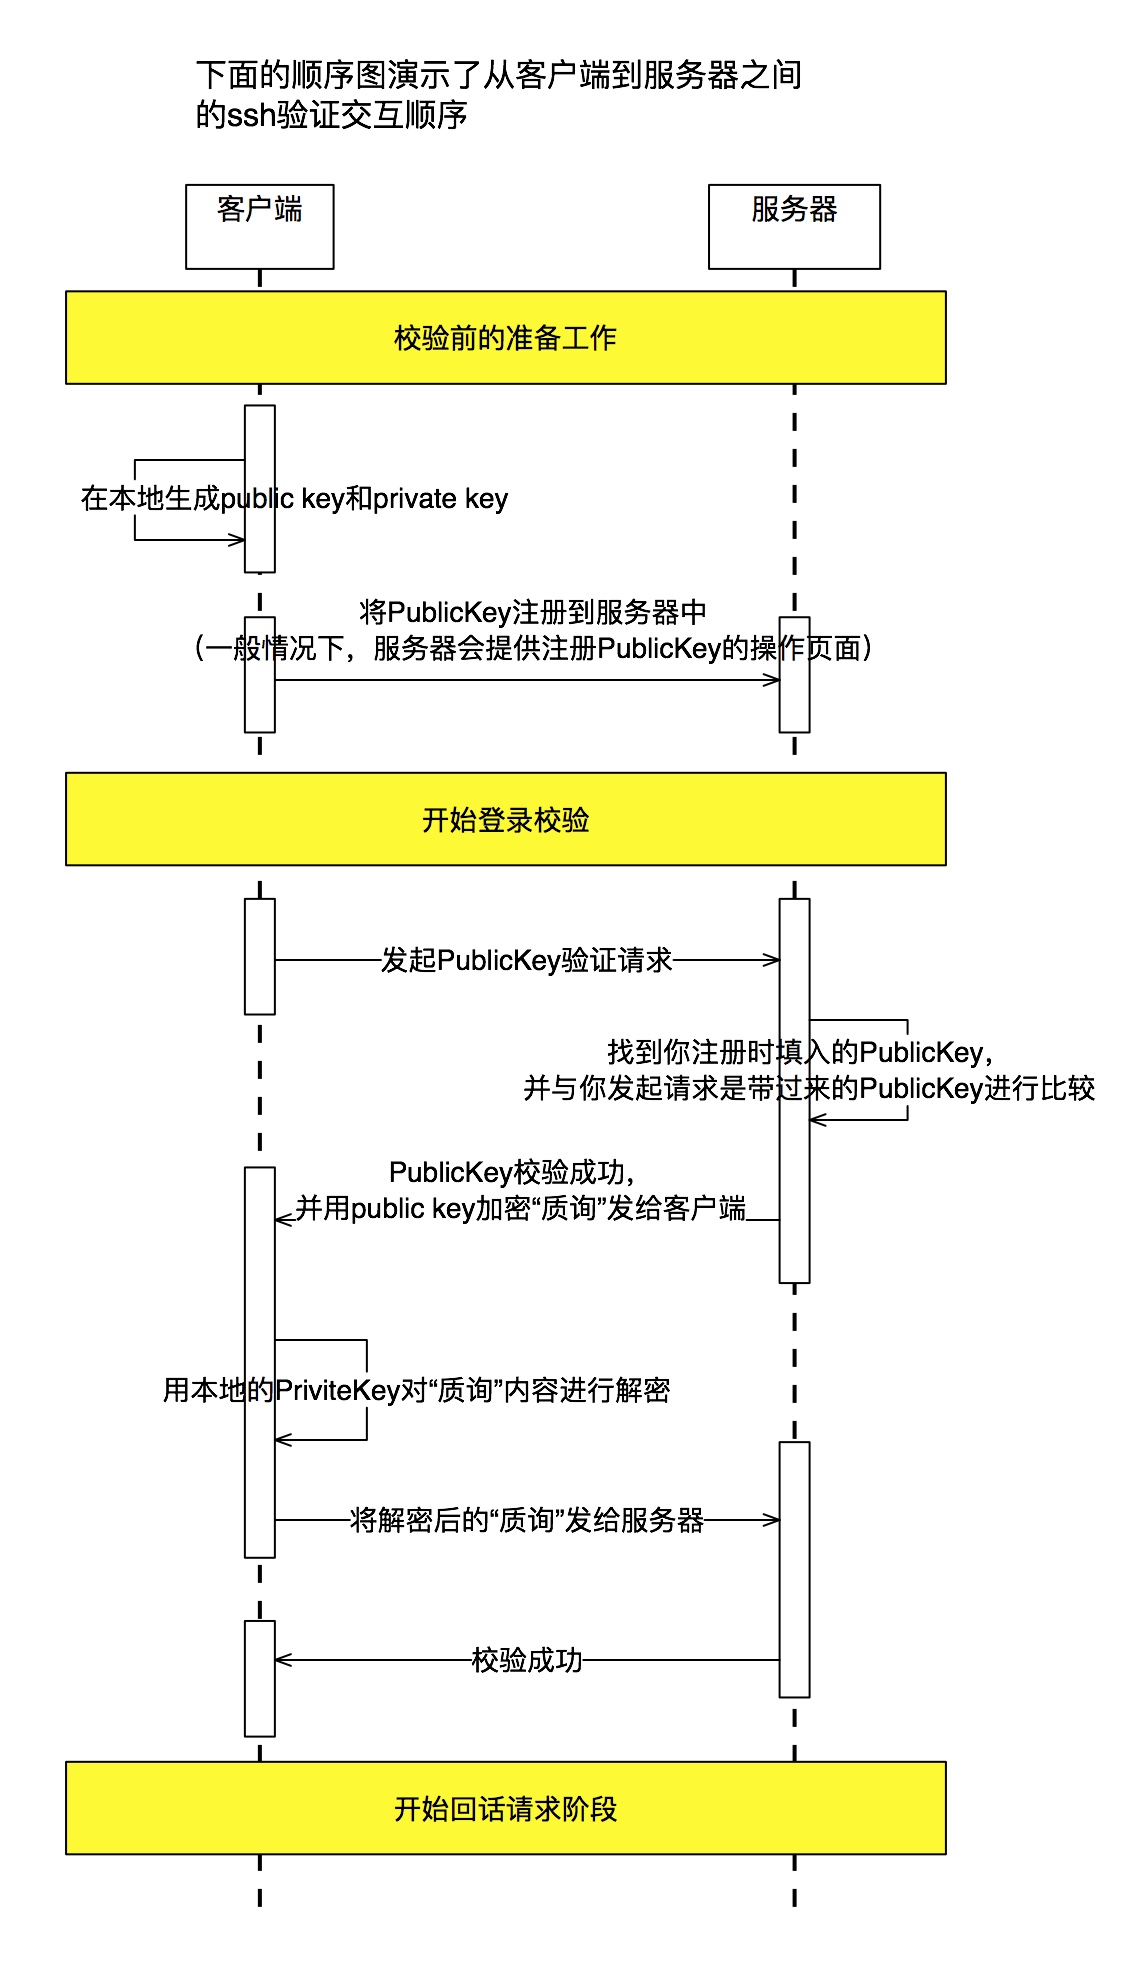 下面的顺序图演示了从客户端到服务器之间
的ssh验证交互顺序
客户端
服务器
校验前的准备工作
在本地生成public key和private key
将PublicKey注册到服务器中
（一般情况下，服务器会提供注册PublicKey的操作页面）
开始登录校验
发起PublicKey验证请求
找到你注册时填入的PublicKey，
并与你发起请求是带过来的PublicKey进行比较
PublicKey校验成功，
并用public key加密“质询”发给客户端
用本地的PriviteKey对“质询”内容进行解密
将解密后的“质询”发给服务器
校验成功
开始回话请求阶段